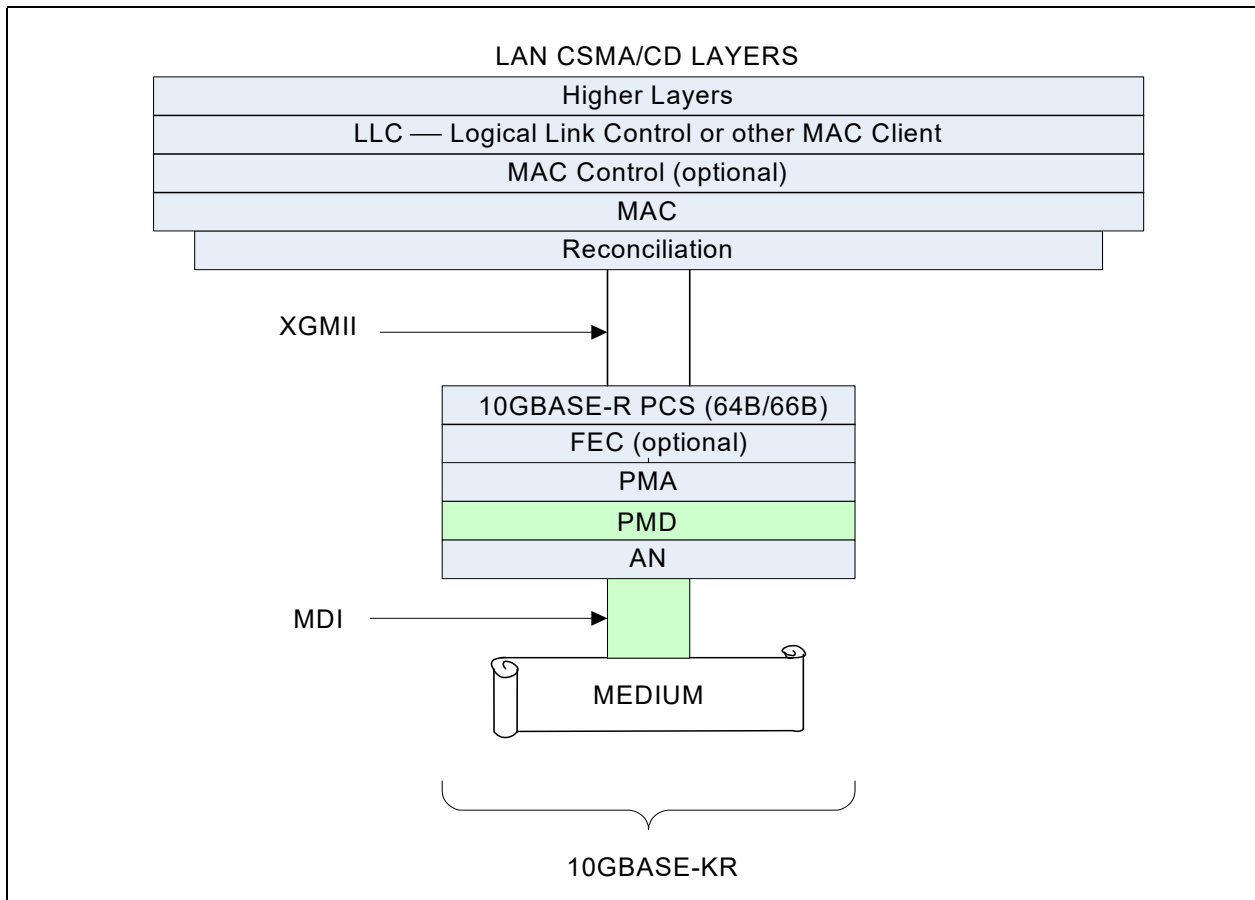 LAN CSMA/CD LAYERS
Higher Layers
LLC — Logical Link Control or other MAC Client
MAC Control (optional)
MAC
Reconciliation
XGMII
10GBASE-R PCS (64B/66B)
FEC (optional)
PMA
PMD
AN
MDI
MEDIUM
10GBASE-KR